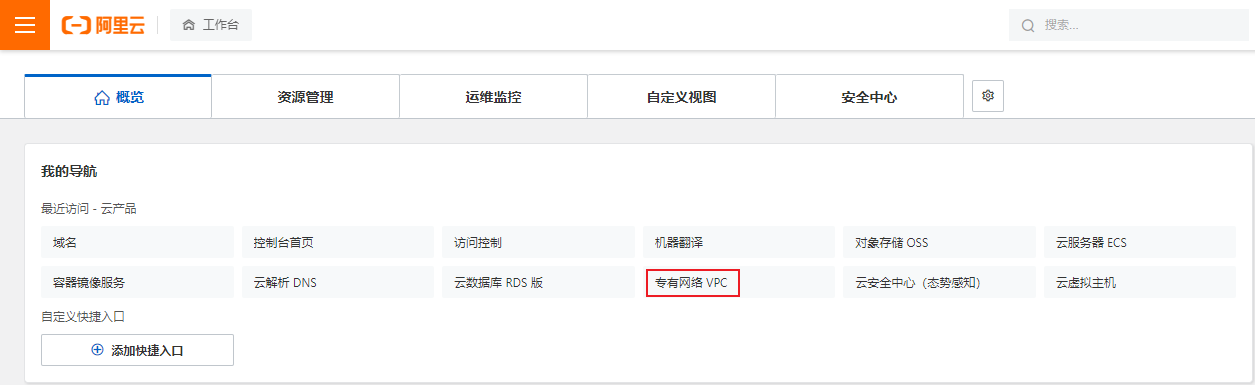 阿里云 工作台 搜索...
概览 资源管理 运维监控 自定义视图 安全中心
我的导航
最近访问 - 云产品
域名 控制台首页 访问控制 机器翻译 对象存储 OSS 云服务器 ECS
容器镜像服务 云解析 DNS 云数据库 RDS 版 专有网络 VPC 云安全中心（态势感知） 云虚拟主机
自定义快捷入口
添加快捷入口